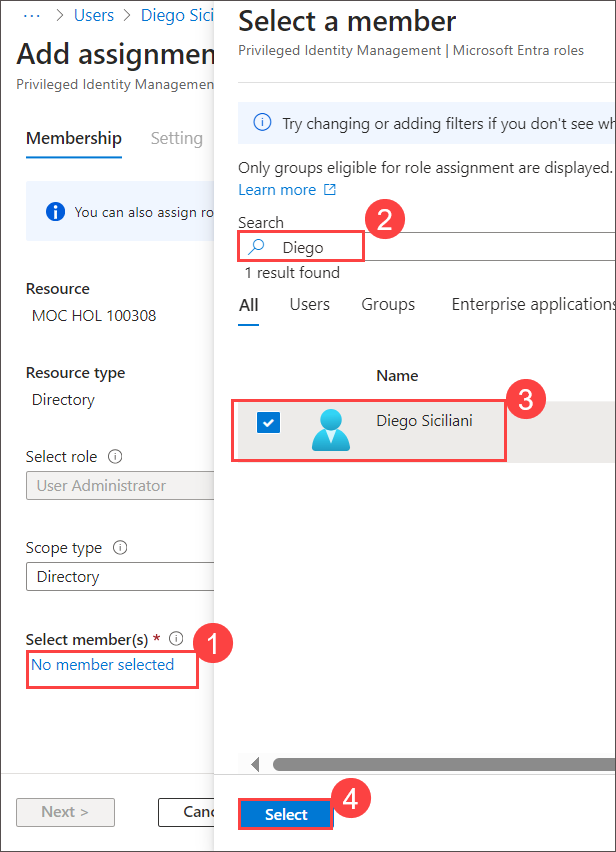 ··· > Users > Diego Sici
Add assignmen
Privileged Identity Management
Membership Setting
You can also assign ro
Resource
MOC HOL 100308
Resource type
Directory
Select role
User Administrator
Scope type
Directory
Select member(s) *
1
No member selected
Next >
Canc
Select a member
Privileged Identity Management | Microsoft Entra roles
Try changing or adding filters if you don't see wh
Only groups eligible for role assignment are displayed.
Learn more
Search
2
Diego
1 result found
All Users Groups Enterprise applications
Name
3
Diego Siciliani
4
Select